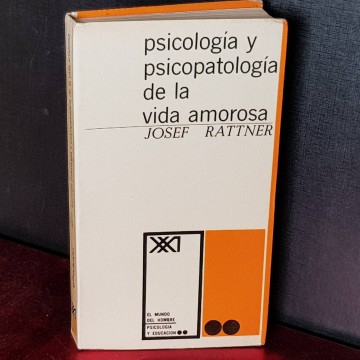 psicología y
psicopatología
de la
vida amorosa
JOSEF RATTNER
XXI
EL MUNDO
DEL HOMBRE
PSICOLOGIA
Y EDUCACION